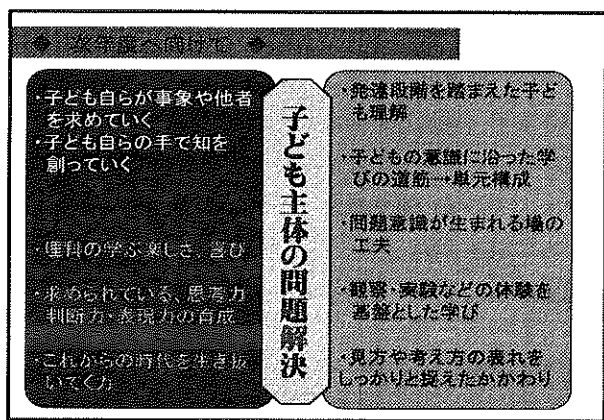 ◆ 次年度へ向けて ◆
・子ども自らが事象や他者
を求めていく
・子ども自らの手で知を
創っていく
・理科の学ぶ楽しさ、喜び
・求められている、思考力
判断力・表現力の育成
・これからの時代を生き抜
いてく力
子ども主体の問題解決
・発達段階を踏まえた子ど
も理解
・子どもの意識に沿った学
びの道筋→単元構成
・問題意識が生まれる場の
工夫
・観察・実験などの体験を
基盤とした学び
・見方や考え方の表れを
しっかりと捉えたかかわり